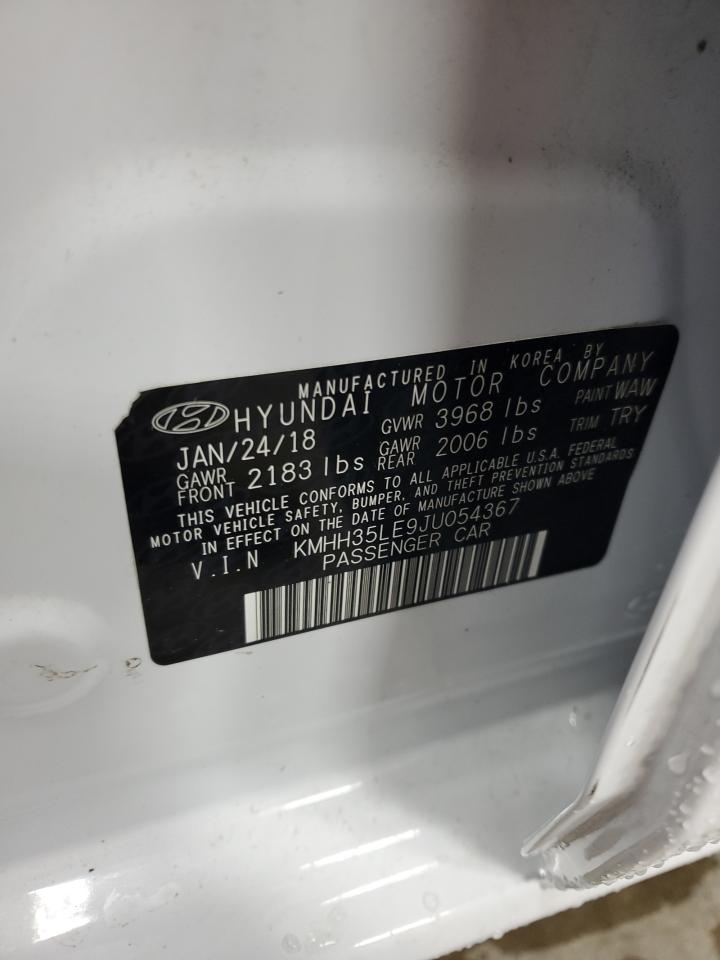 MANUFACTURED IN KOREA BY
HYUNDAI MOTOR COMPANY
JAN/24/18 GVWR 3968 lbs PAINT WAW
GAWR FRONT 2183 lbs GAWR REAR 2006 lbs TRIM TRY
THIS VEHICLE CONFORMS TO ALL APPLICABLE U.S.A. FEDERAL
MOTOR VEHICLE SAFETY, BUMPER, AND THEFT PREVENTION STANDARDS
IN EFFECT ON THE DATE OF MANUFACTURE SHOWN ABOVE
V.I.N KMHH35LE9JU054367
PASSENGER CAR